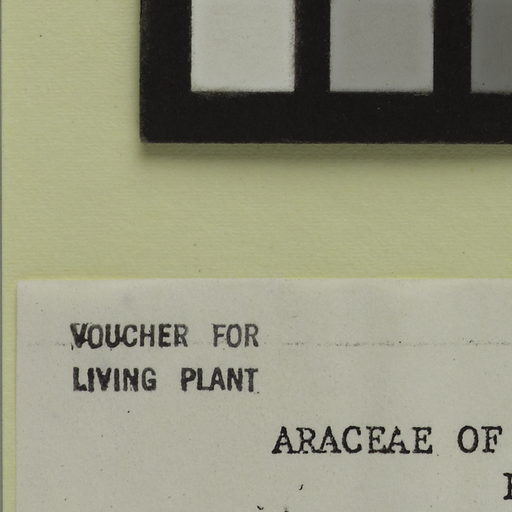 VOUCHER FOR
LIVING PLANT
ARACEAE OF